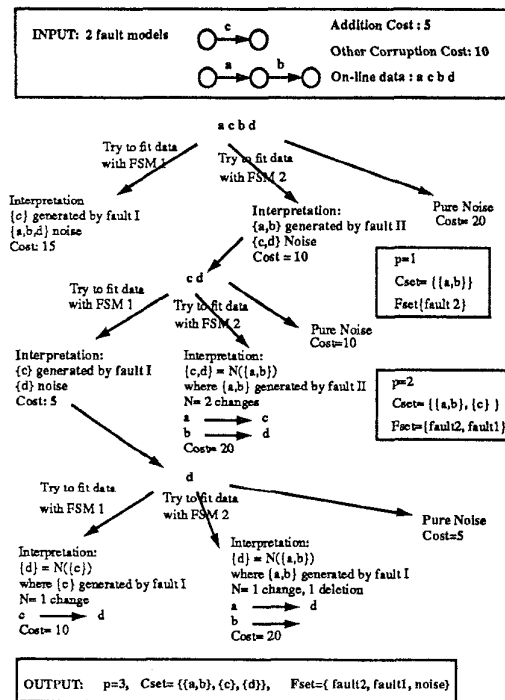 INPUT: 2 fault models
c
Addition Cost : 5
Other Corruption Cost: 10
a b
On-line data : a c b d
a c b d
Try to fit data
with FSM 1
Try to fit data
with FSM 2
Interpretation
{c} generated by fault I
{a,b,d} noise
Cost: 15
Interpretation:
{a,b} generated by fault II
{c,d} Noise
Cost = 10
Pure Noise
Cost= 20
p=1
Cset= {{a,b}}
Fset{fault 2}
c d
Try to fit data
with FSM 1
Try to fit data
with FSM 2
Pure Noise
Cost=10
Interpretation:
{c} generated by fault I
{d} noise
Cost: 5
Interpretation:
{c,d} = N({a,b})
where {a,b} generated by fault II
N= 2 changes
a c
b d
Cost= 20
p=2
Cset= {{a,b}, {c} }
Fset={fault2, fault1}
d
Try to fit data
with FSM 1
Try to fit data
with FSM 2
Pure Noise
Cost=5
Interpretation:
{d} = N({c})
where {c} generated by fault I
N= 1 change
c d
Cost= 10
Interpretation:
{d} = N({a,b})
where {a,b} generated by fault I
N= 1 change, 1 deletion
a d
b
Cost= 20
OUTPUT: p=3, Cset= {{a,b}, {c}, {d}}, Fset={ fault2, fault1, noise}